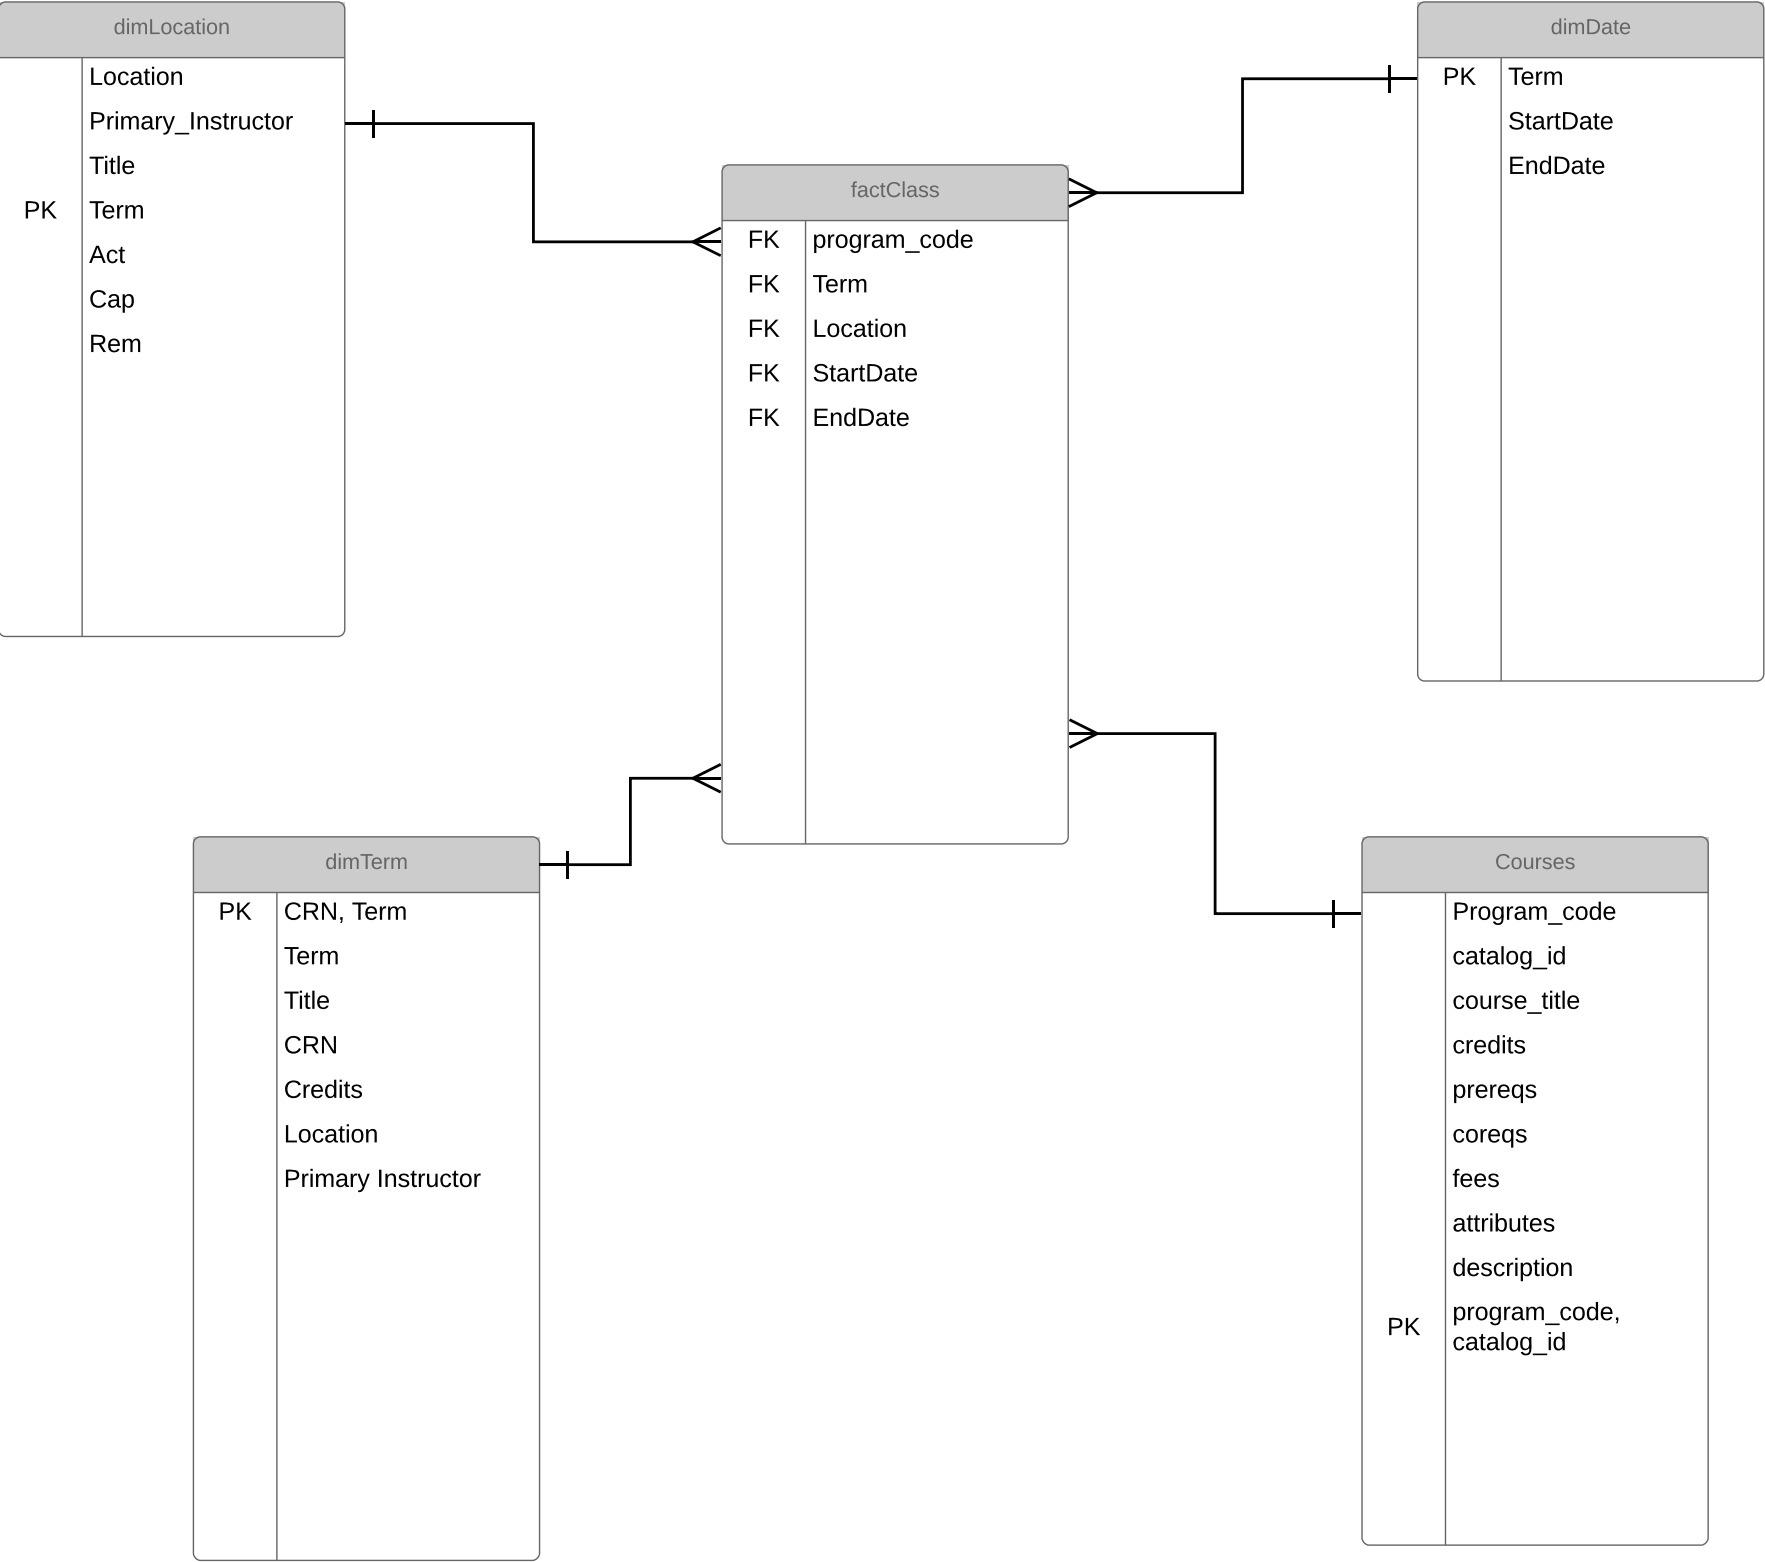 dimLocation
Location
Primary_Instructor
Title
PK Term
Act
Cap
Rem
dimDate
PK Term
StartDate
EndDate
factClass
FK program_code
FK Term
FK Location
FK StartDate
FK EndDate
dimTerm
PK CRN, Term
Term
Title
CRN
Credits
Location
Primary Instructor
Courses
Program_code
catalog_id
course_title
credits
prereqs
coreqs
fees
attributes
description
PK program_code,
catalog_id